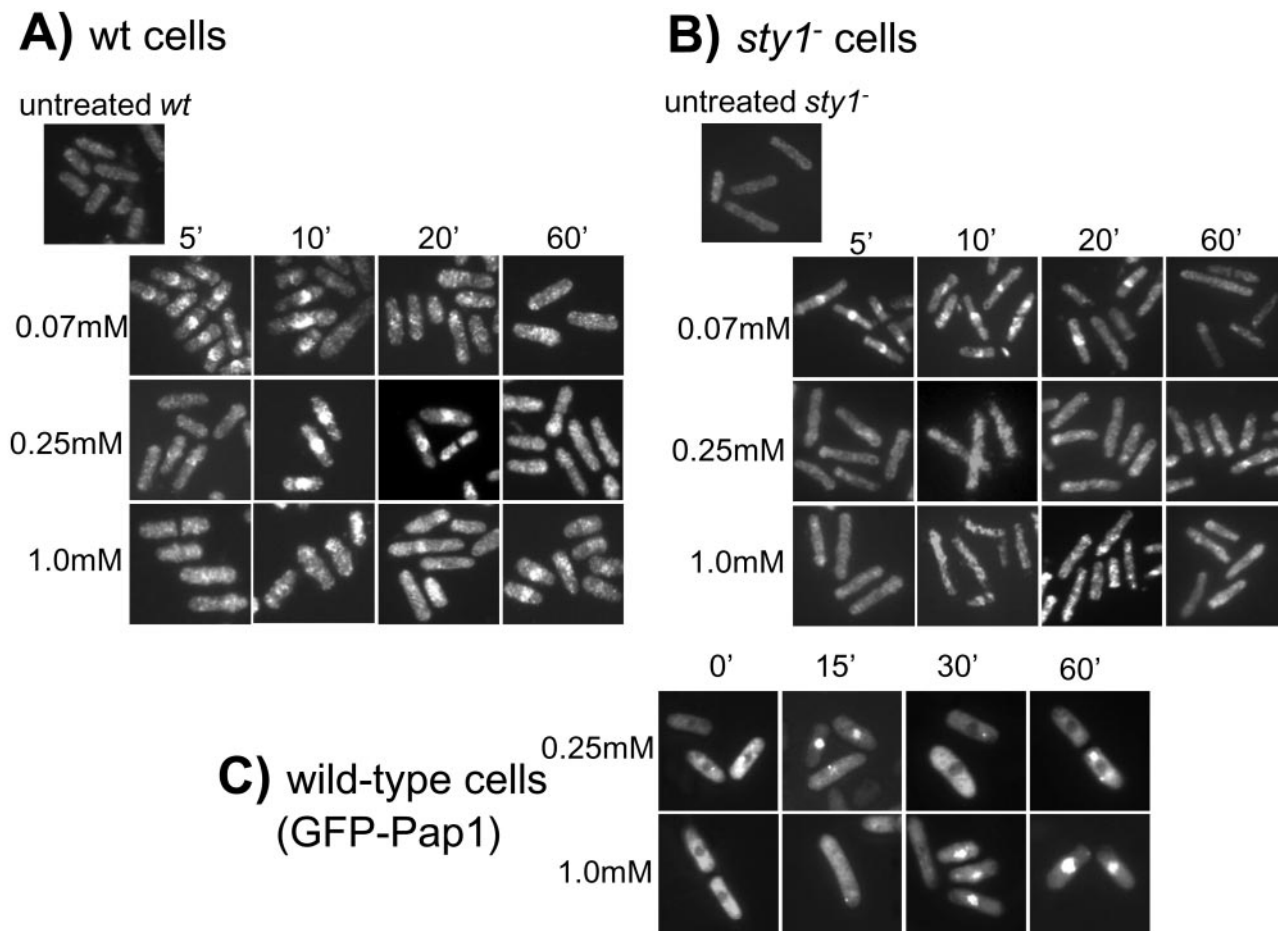 A) wt cells
untreated wt
5' 10' 20' 60'
0.07mM
0.25mM
1.0mM
B) sty1⁻ cells
untreated sty1⁻
5' 10' 20' 60'
0.07mM
0.25mM
1.0mM
C) wild-type cells
(GFP-Pap1)
0' 15' 30' 60'
0.25mM
1.0mM